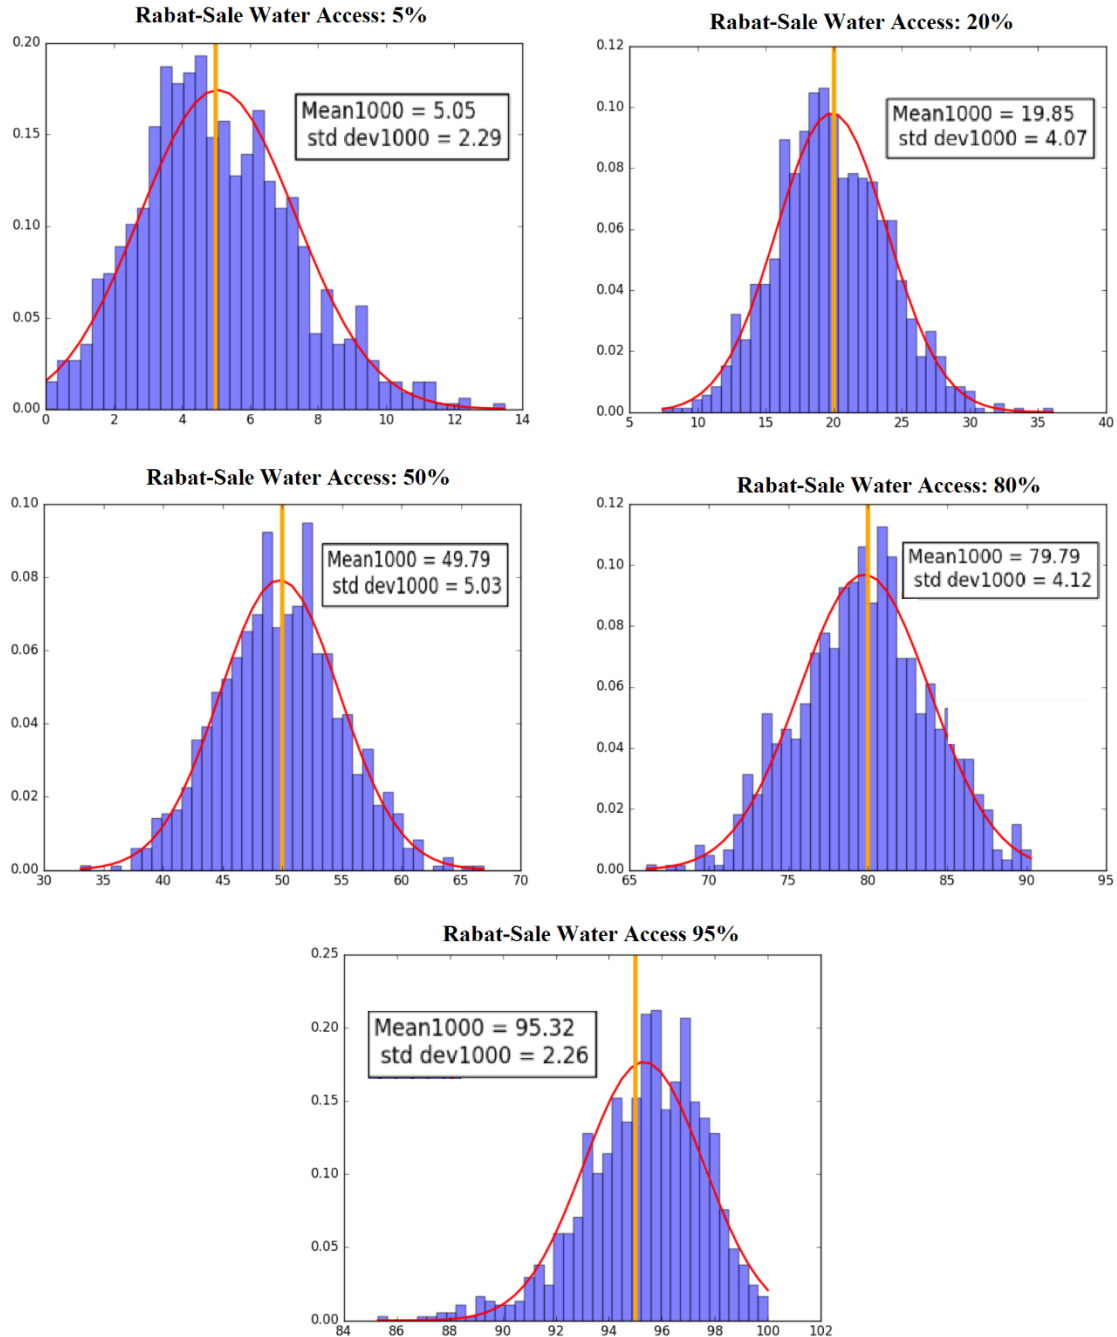 Rabat-Sale Water Access: 5%
0.20
0.15
0.10
0.05
0.00
Mean1000 = 5.05
std dev1000 = 2.29
0 2 4 6 8 10 12 14
Rabat-Sale Water Access: 20%
0.12
0.10
0.08
0.06
0.04
0.02
0.00
Mean1000 = 19.85
std dev1000 = 4.07
5 10 15 20 25 30 35 40
Rabat-Sale Water Access: 50%
0.10
0.08
0.06
0.04
0.02
0.00
Mean1000 = 49.79
std dev1000 = 5.03
30 35 40 45 50 55 60 65 70
Rabat-Sale Water Access: 80%
0.12
0.10
0.08
0.06
0.04
0.02
0.00
Mean1000 = 79.79
std dev1000 = 4.12
65 70 75 80 85 90 95
Rabat-Sale Water Access 95%
0.25
0.20
0.15
0.10
0.05
0.00
Mean1000 = 95.32
std dev1000 = 2.26
84 86 88 90 92 94 96 98 100 102